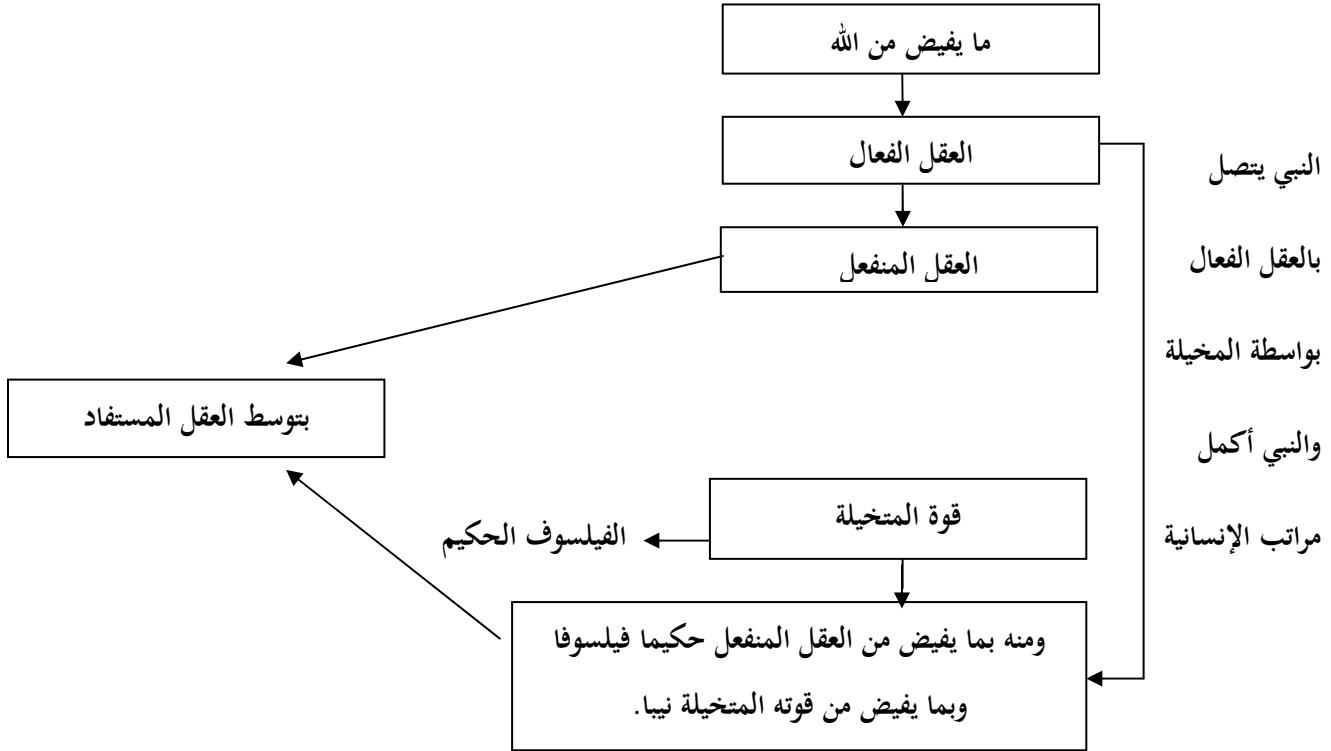 ما يفيض من الله
العقل الفعال
العقل المنفعل
النبي يتصل
بالعقل الفعال
بواسطة المخيلة
والنبي أكمل
مراتب الإنسانية
بتوسط العقل المستفاد
قوة المتخيلة
الفيلسوف الحكيم
ومنه بما يفيض من العقل المنفعل حكيما فيلسوفا
وبما يفيض من قوته المتخيلة نيبا.